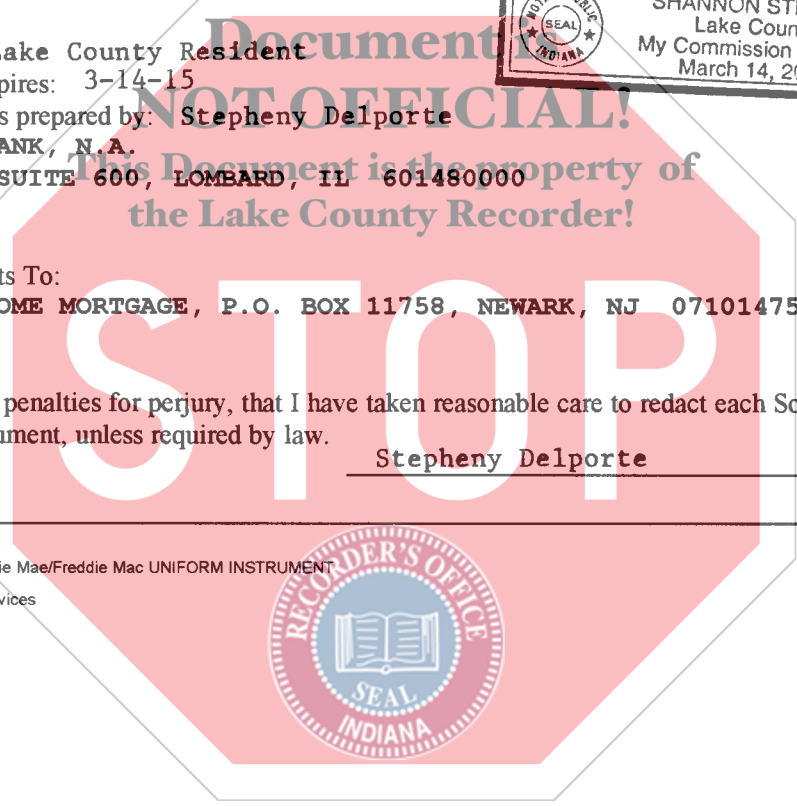 Document is
SHANNON ST
Lake Coun
My Commission
March 14, 20
SEAL
INDIANA
ake County Resident
pires: 3-14-15
NOT OFFICIAL!
s prepared by: Stepheny Delporte
ANK, N.A.
This Document is the property of
SUITE 600, LOMBARD, IL 601480000
the Lake County Recorder!
ts To:
OME MORTGAGE, P.O. BOX 11758, NEWARK, NJ 07101475
STOP
penalties for perjury, that I have taken reasonable care to redact each So
ument, unless required by law.
Stepheny Delporte
ie Mae/Freddie Mac UNIFORM INSTRUMENT
vices
RECORDER'S OFFICE
SEAL
INDIANA